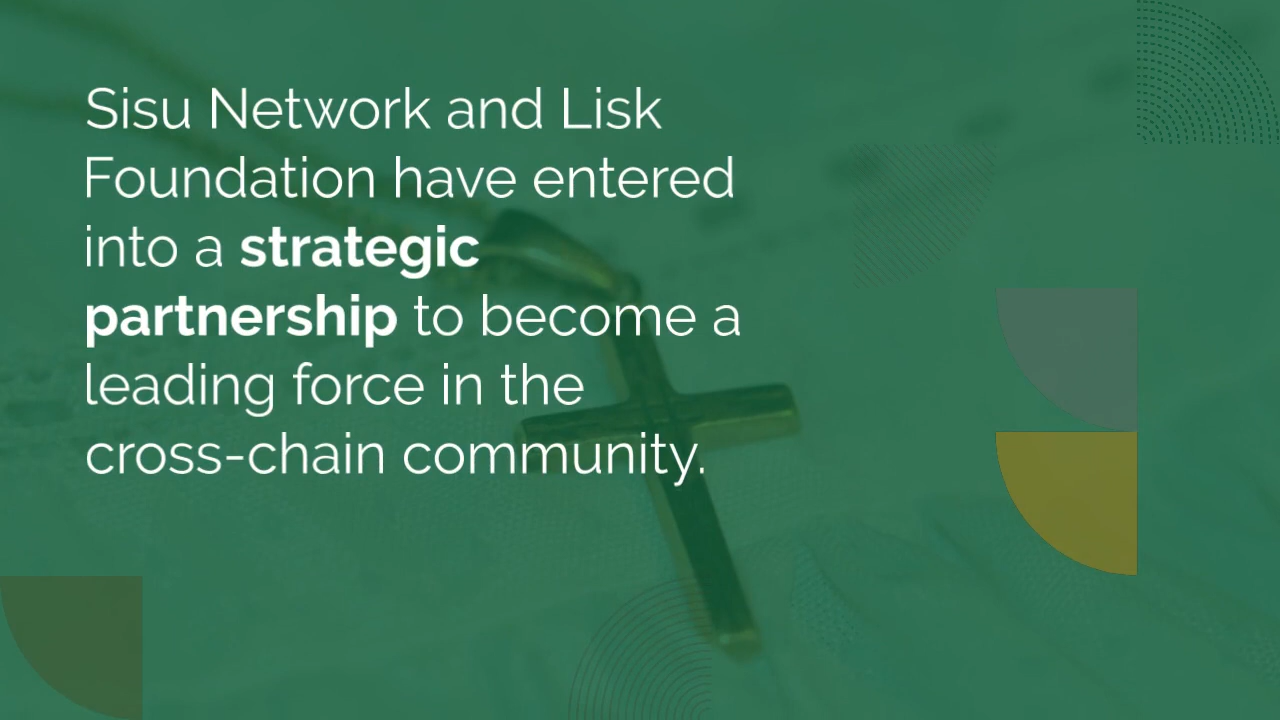 Sisu Network and Lisk
Foundation have entered
into a strategic
partnership to become a
leading force in the
cross-chain community.